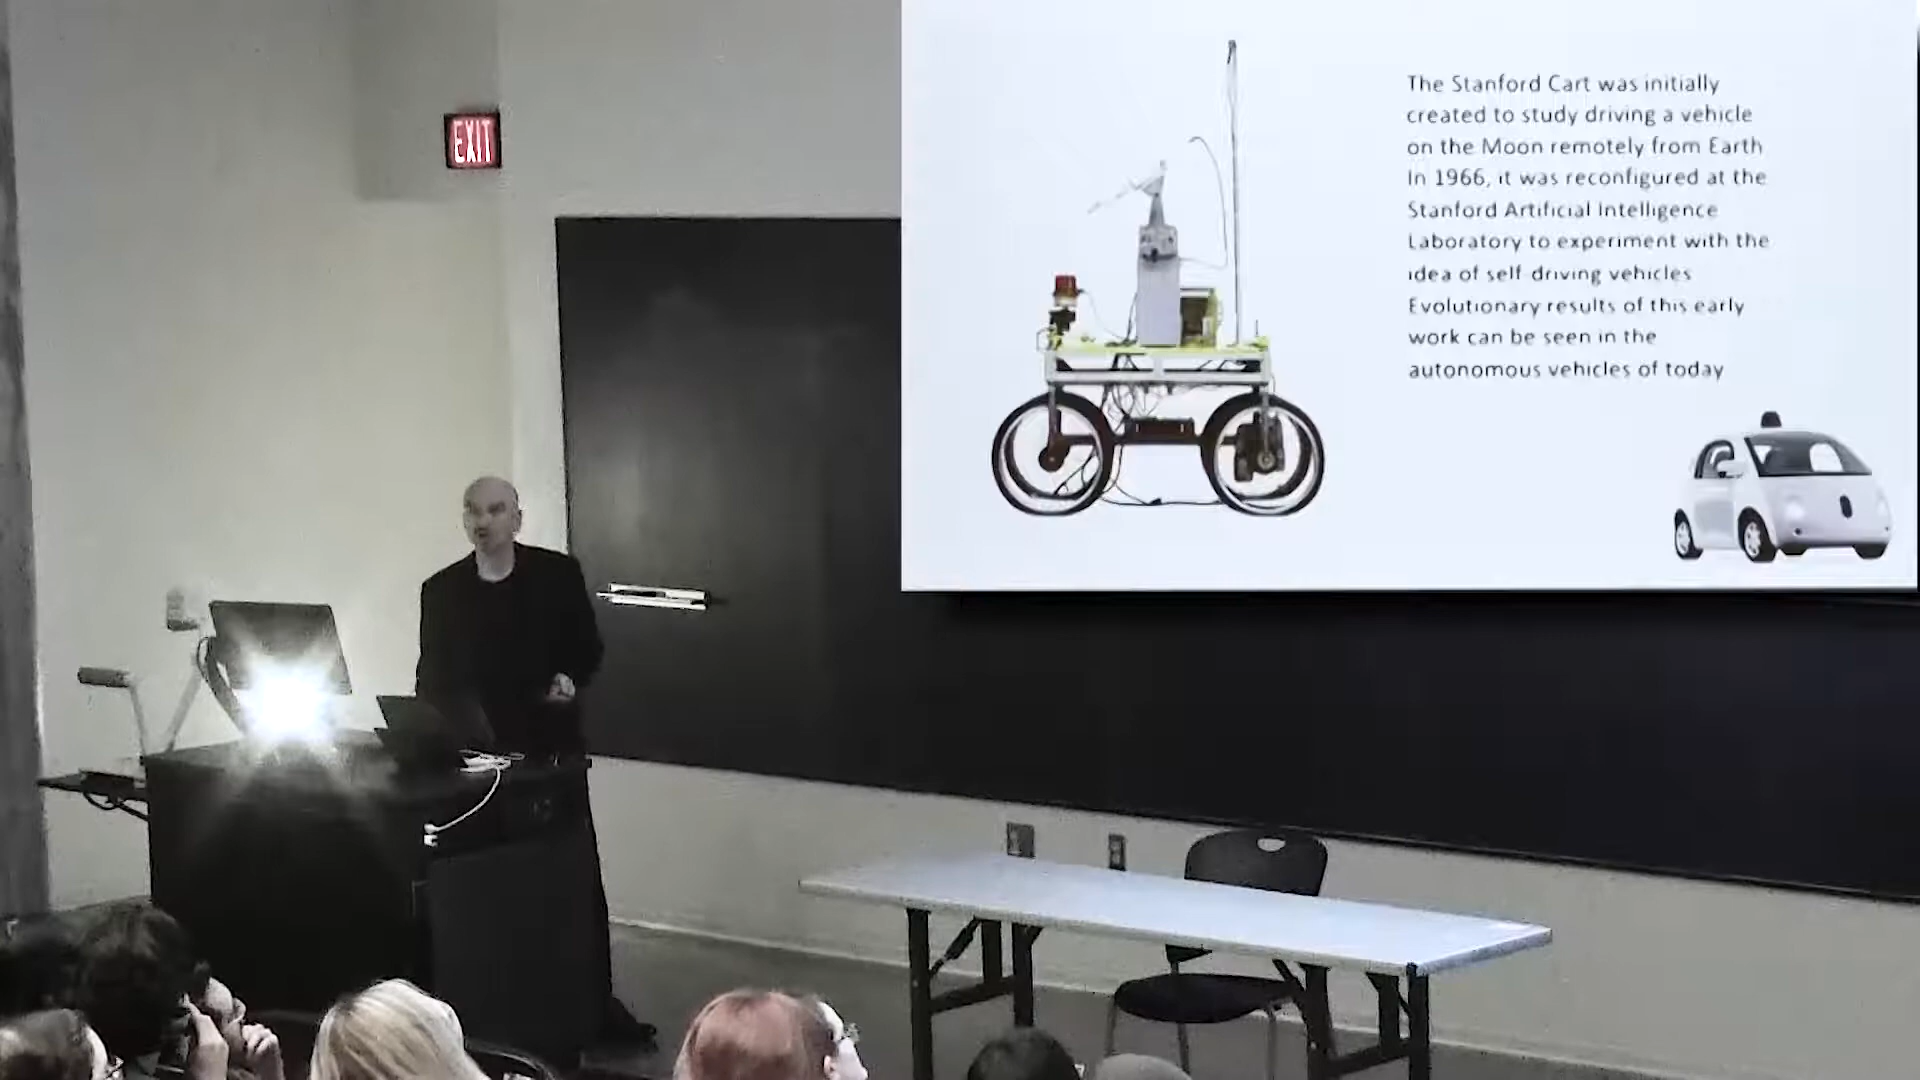 EXIT
The Stanford Cart was initially
created to study driving a vehicle
on the Moon remotely from Earth
In 1966, it was reconfigured at the
Stanford Artificial Intelligence
Laboratory to experiment with the
idea of self driving vehicles
Evolutionary results of this early
work can be seen in the
autonomous vehicles of today